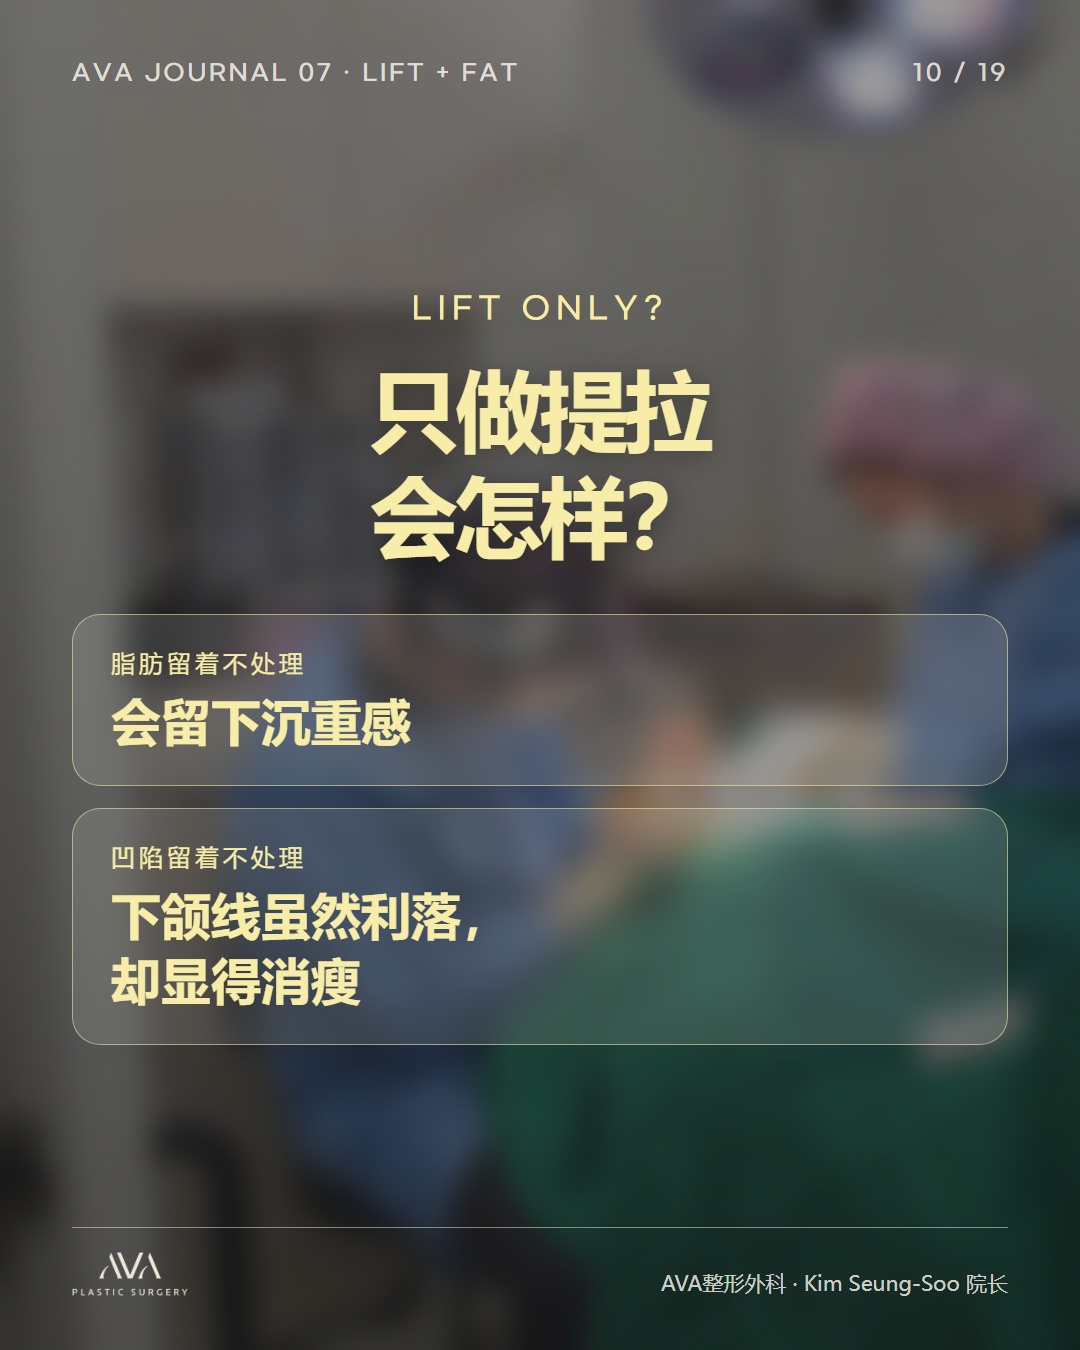 AVA JOURNAL 07 · LIFT + FAT
10 / 19
LIFT ONLY?
只做提拉
会怎样?
脂肪留着不处理
会留下沉重感
凹陷留着不处理
下颌线虽然利落,
却显得消瘦
AVA
PLASTIC SURGERY
AVA整形外科 · Kim Seung-Soo 院长